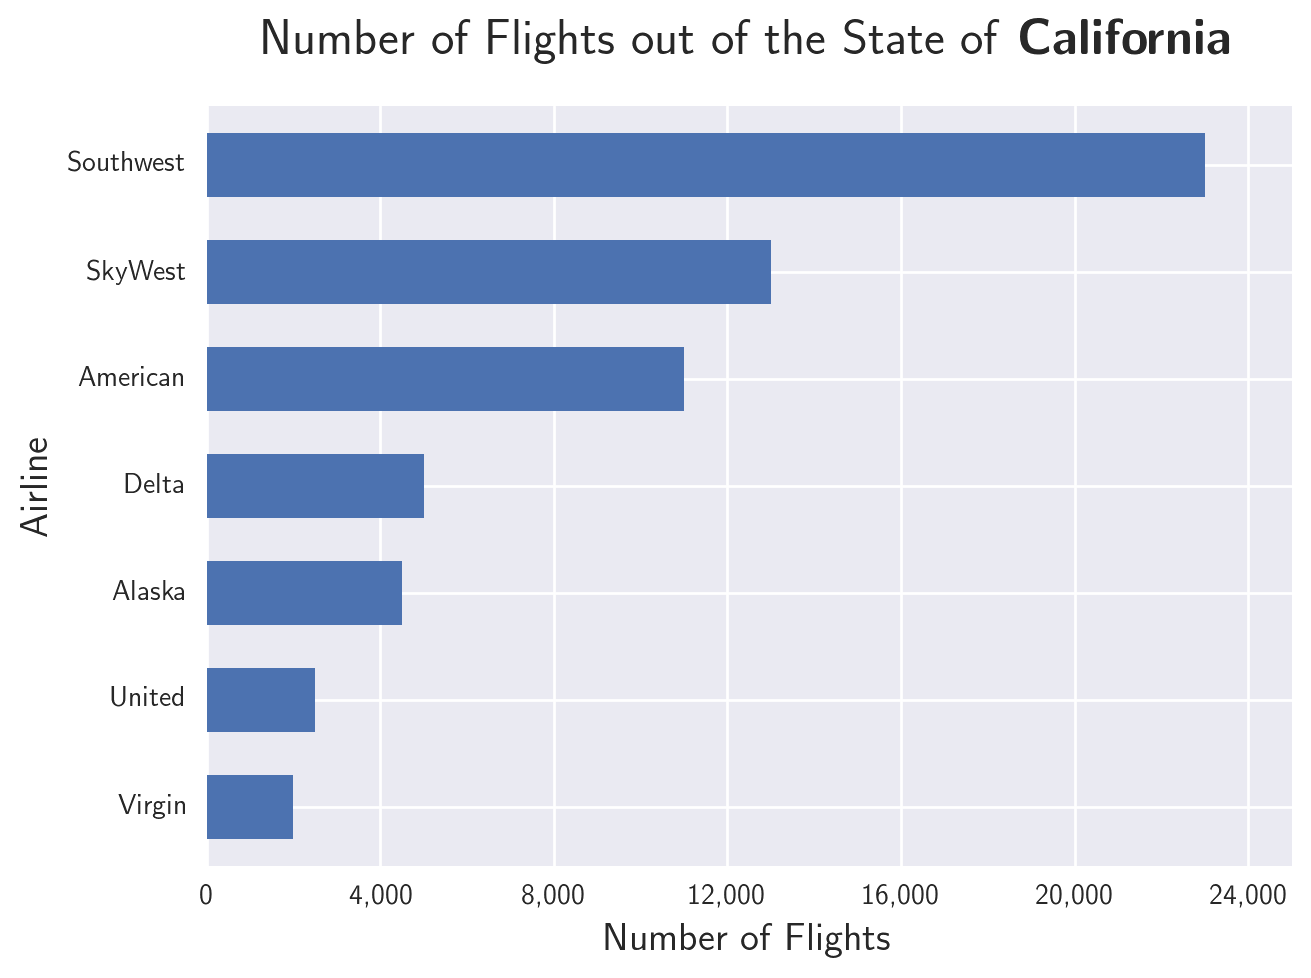 Number of Flights out of the State of California
Southwest
SkyWest
American
Delta
Alaska
United
Virgin
Airline
0 4,000 8,000 12,000 16,000 20,000 24,000
Number of Flights